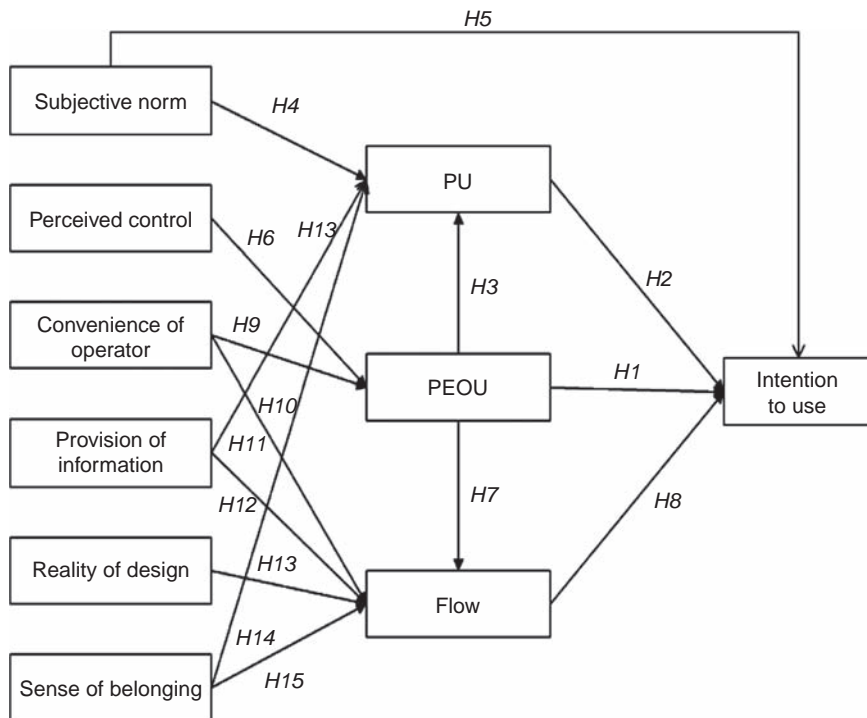 H5
Subjective norm
H4
PU
Perceived control
H13
H6
H3
H2
Convenience of
operator
H9
PEOU
H1
Intention
to use
H10
Provision of
information
H11
H12
H7
H8
Reality of design
H13
Flow
H14
Sense of belonging
H15